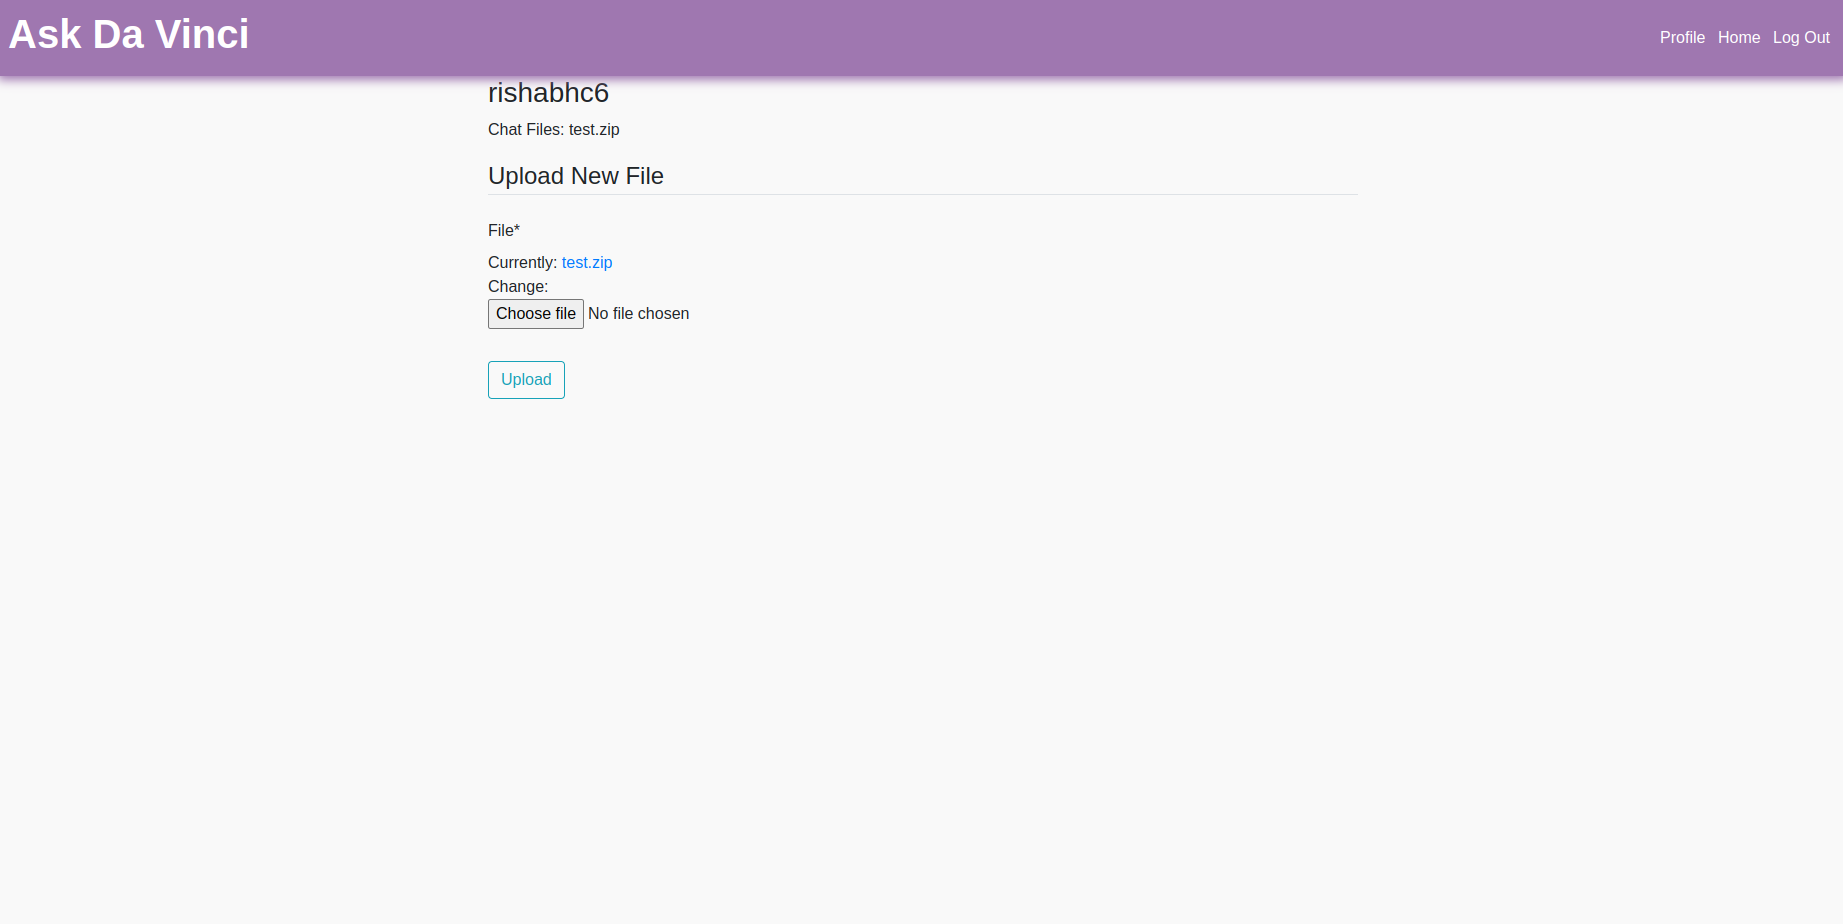 Ask Da Vinci
Profile Home Log Out
rishabhc6
Chat Files: test.zip
Upload New File
File*
Currently: test.zip
Change:
Choose file No file chosen
Upload